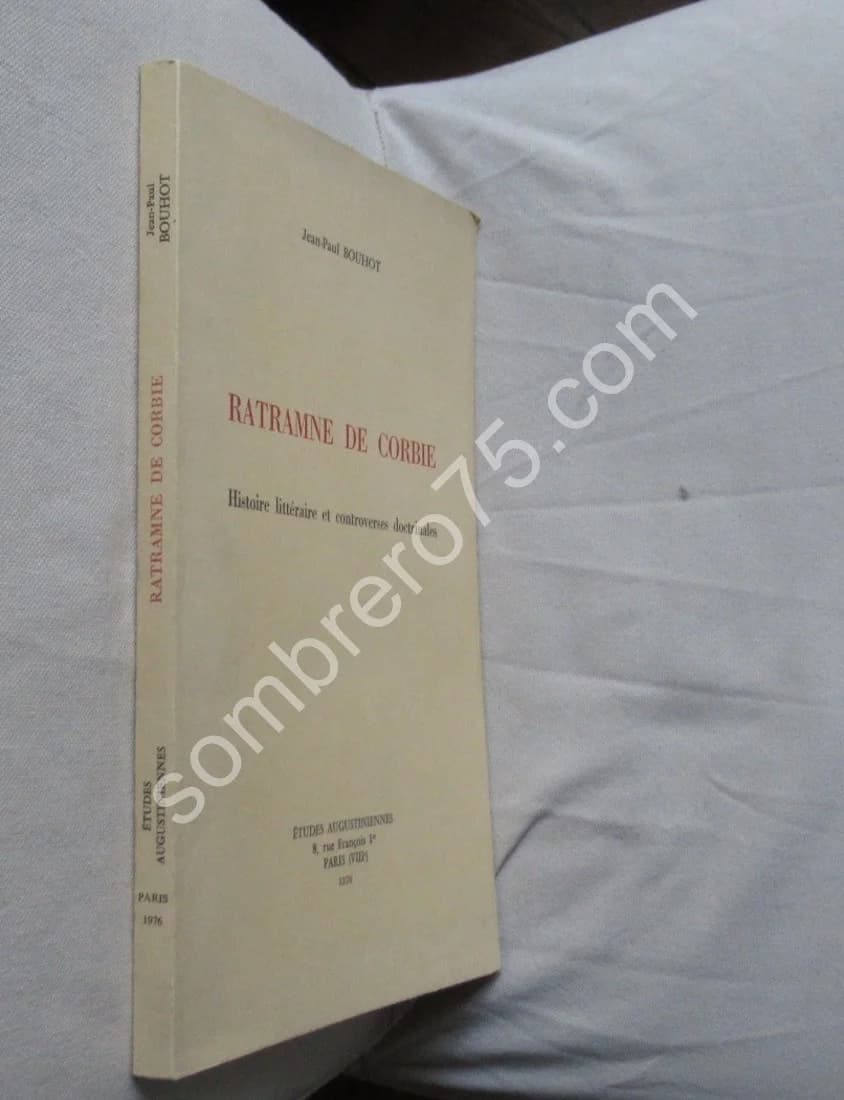 Jean-Paul
BOUHOT
RATRAMNE DE CORBIE
ÉTUDES
AUGUSTINIENNES
PARIS
1976
Jean-Paul BOUHOT
RATRAMNE DE CORBIE
Histoire littéraire et controverses doctrinales
ÉTUDES AUGUSTINIENNES
8, rue François Iᵉʳ
PARIS (VIIIᵉ)
1976
sombrero75.com